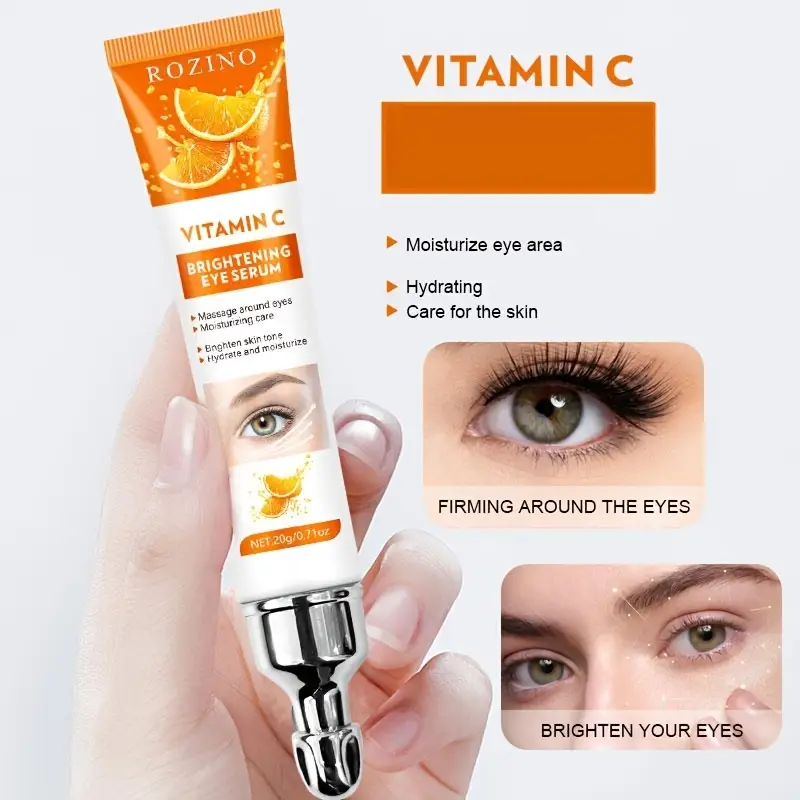 ROZINO
VITAMIN C
BRIGHTENING
EYE SERUM
Massage around eyes
Moisturizing care
Brighten skin tone
Hydrate and moisturize
NET.20g/0.71oz
VITAMIN C
Moisturize eye area
Hydrating
Care for the skin
FIRMING AROUND THE EYES
BRIGHTEN YOUR EYES